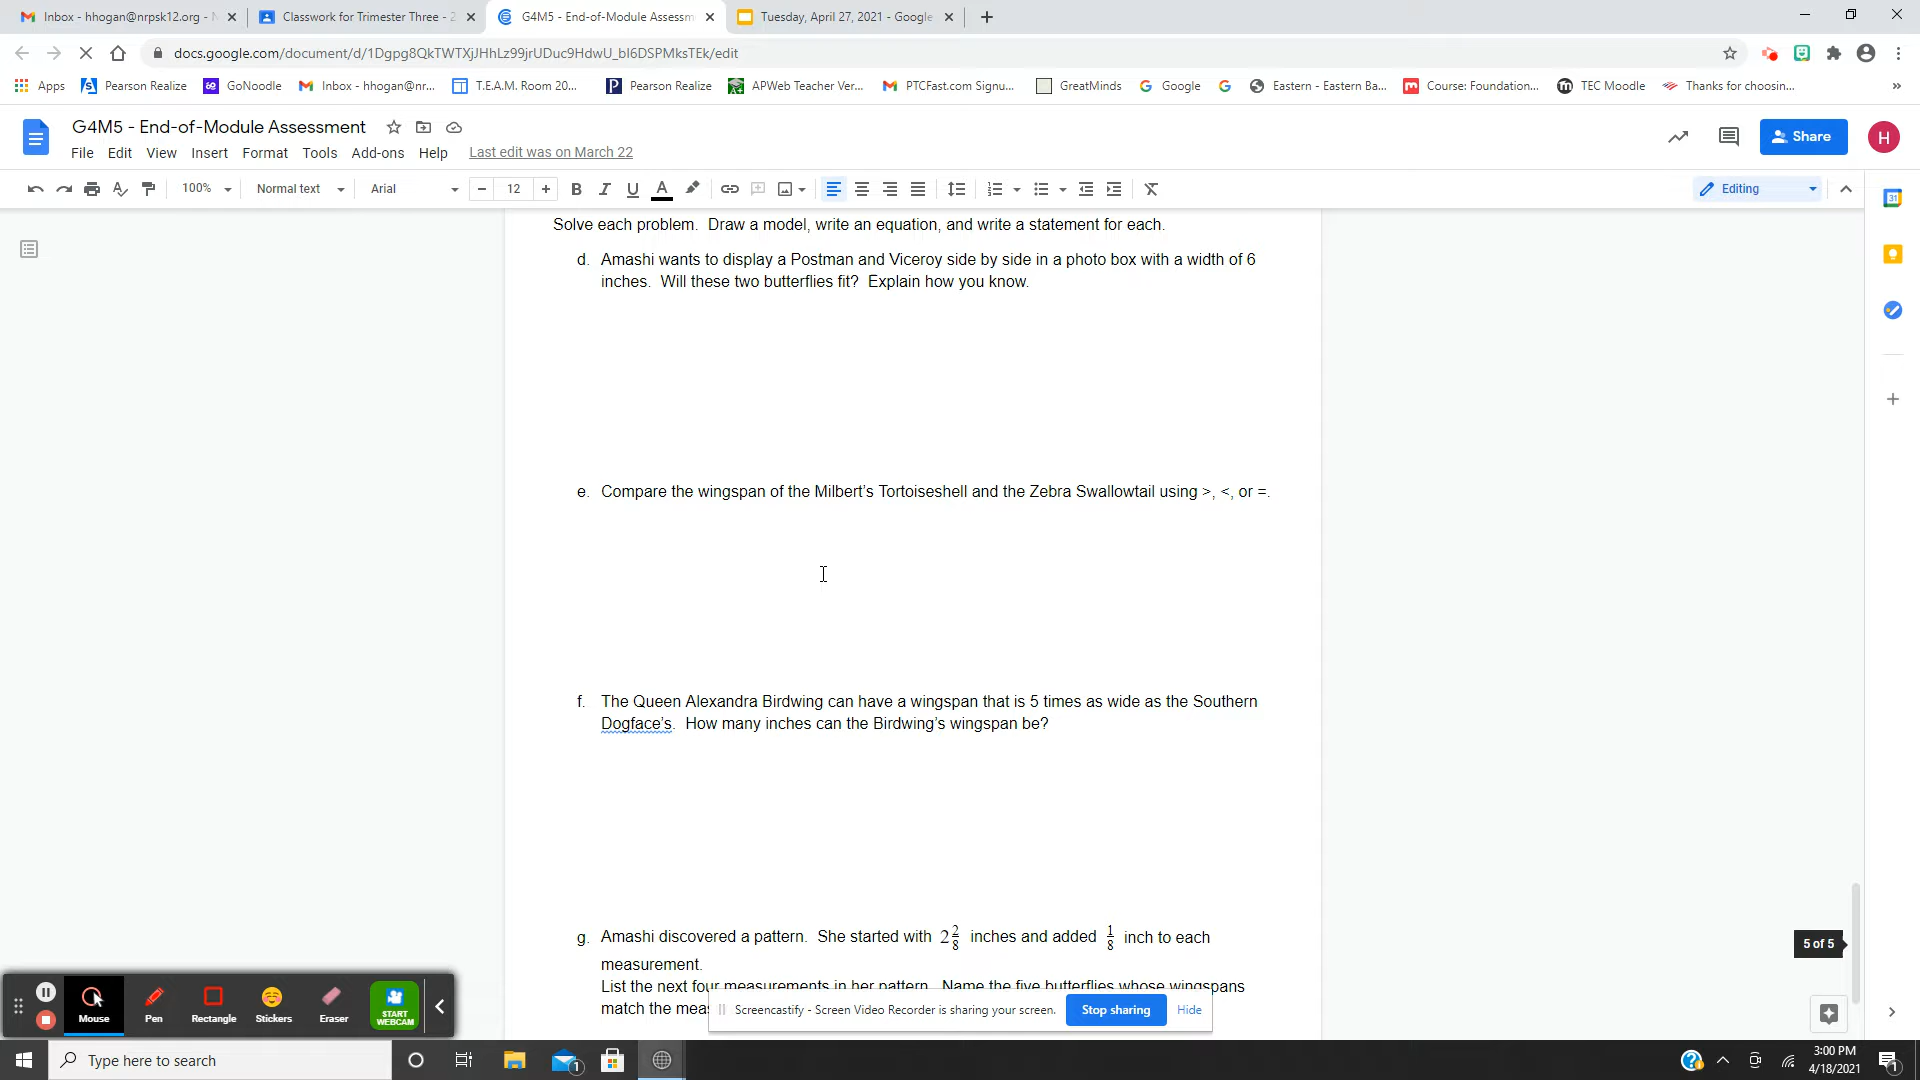 Inbox - hhogan@nrpsk12.org -
Classwork for Trimester Three - 2
G4M5 - End-of-Module Assessm
Tuesday, April 27, 2021 - Google
docs.google.com/document/d/1Dgpg8QkTWTXjJHhLz99jrUDuc9HdwU_bI6DSPMksTEk/edit
Apps
Pearson Realize
GoNoodle
Inbox - hhogan@nr...
T.E.A.M. Room 20...
Pearson Realize
APWeb Teacher Ver...
PTCFast.com Signu...
GreatMinds
Google
Eastern - Eastern Ba...
Course: Foundation...
TEC Moodle
Thanks for choosin...
»
G4M5 - End-of-Module Assessment
File Edit View Insert Format Tools Add-ons Help Last edit was on March 22
Share
H
100% Normal text Arial 12 B I U A
Editing
31
Solve each problem. Draw a model, write an equation, and write a statement for each.
d. Amashi wants to display a Postman and Viceroy side by side in a photo box with a width of 6
inches. Will these two butterflies fit? Explain how you know.
e. Compare the wingspan of the Milbert’s Tortoiseshell and the Zebra Swallowtail using >, <, or =.
f. The Queen Alexandra Birdwing can have a wingspan that is 5 times as wide as the Southern
Dogface’s. How many inches can the Birdwing’s wingspan be?
g. Amashi discovered a pattern. She started with 2 2/8 inches and added 1/8 inch to each
measurement.
List the next four measurements in her pattern. Name the five butterflies whose wingspans
match the meas
5 of 5
Mouse
Pen
Rectangle
Stickers
Eraser
START
WEBCAM
Screencastify - Screen Video Recorder is sharing your screen.
Stop sharing
Hide
Type here to search
1
3:00 PM
4/18/2021
1